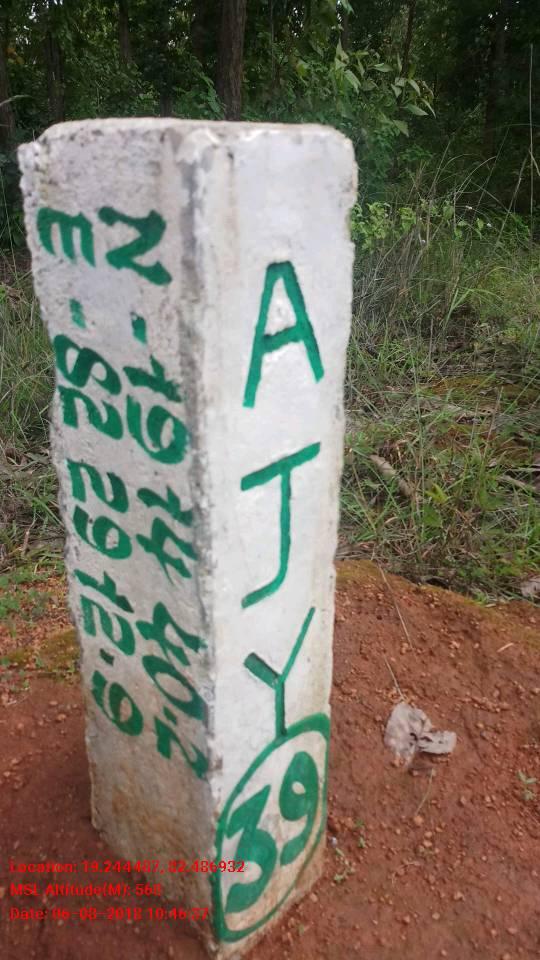 N - 19 14 40.2
E - 82 29 12.9
A
J
Y
39
Location: 19.244487, 82.486932
MSL Altitude(M): 568
Date: 06-08-2018 10:46:37